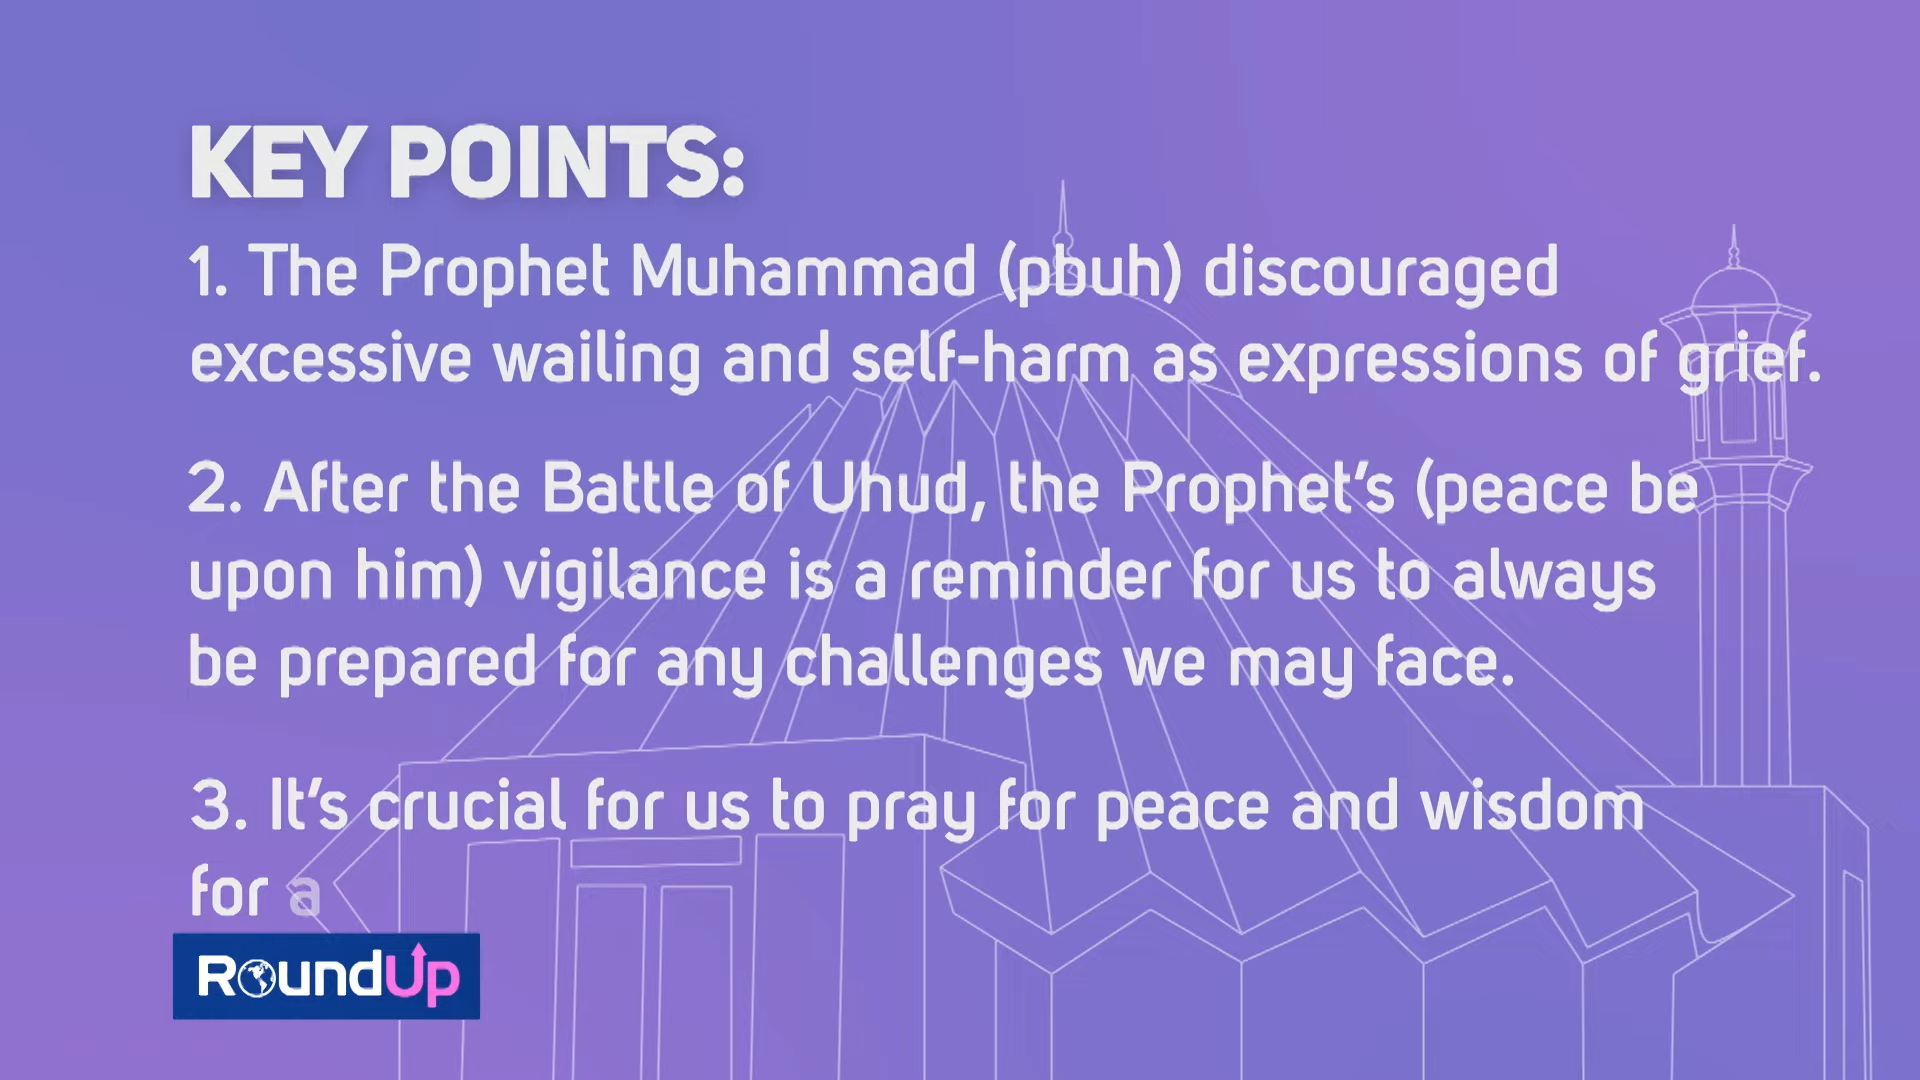 KEY POINTS:
1. The Prophet Muhammad (pbuh) discouraged
excessive wailing and self-harm as expressions of grief.
2. After the Battle of Uhud, the Prophet’s (peace be
upon him) vigilance is a reminder for us to always
be prepared for any challenges we may face.
3. It’s crucial for us to pray for peace and wisdom
for a
RoundUp